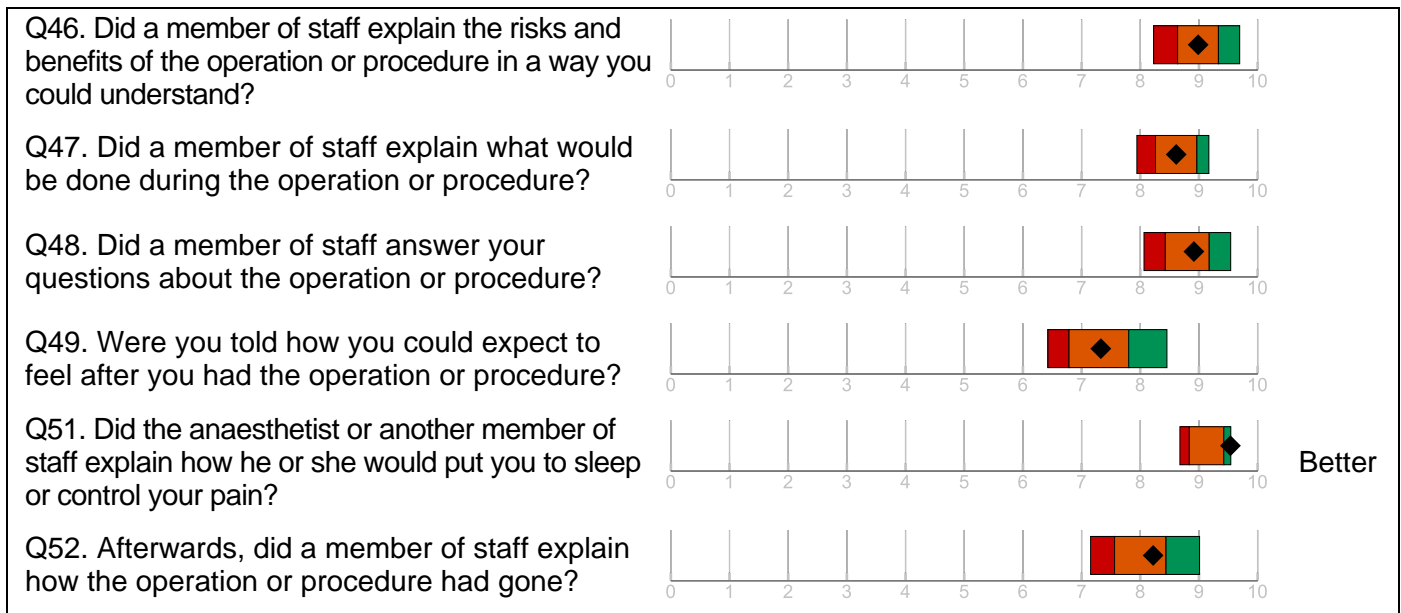 Q46. Did a member of staff explain the risks and
benefits of the operation or procedure in a way you
could understand?
0 1 2 3 4 5 6 7 8 9 10
Q47. Did a member of staff explain what would
be done during the operation or procedure?
0 1 2 3 4 5 6 7 8 9 10
Q48. Did a member of staff answer your
questions about the operation or procedure?
0 1 2 3 4 5 6 7 8 9 10
Q49. Were you told how you could expect to
feel after you had the operation or procedure?
0 1 2 3 4 5 6 7 8 9 10
Q51. Did the anaesthetist or another member of
staff explain how he or she would put you to sleep
or control your pain?
0 1 2 3 4 5 6 7 8 9 10
Better
Q52. Afterwards, did a member of staff explain
how the operation or procedure had gone?
0 1 2 3 4 5 6 7 8 9 10